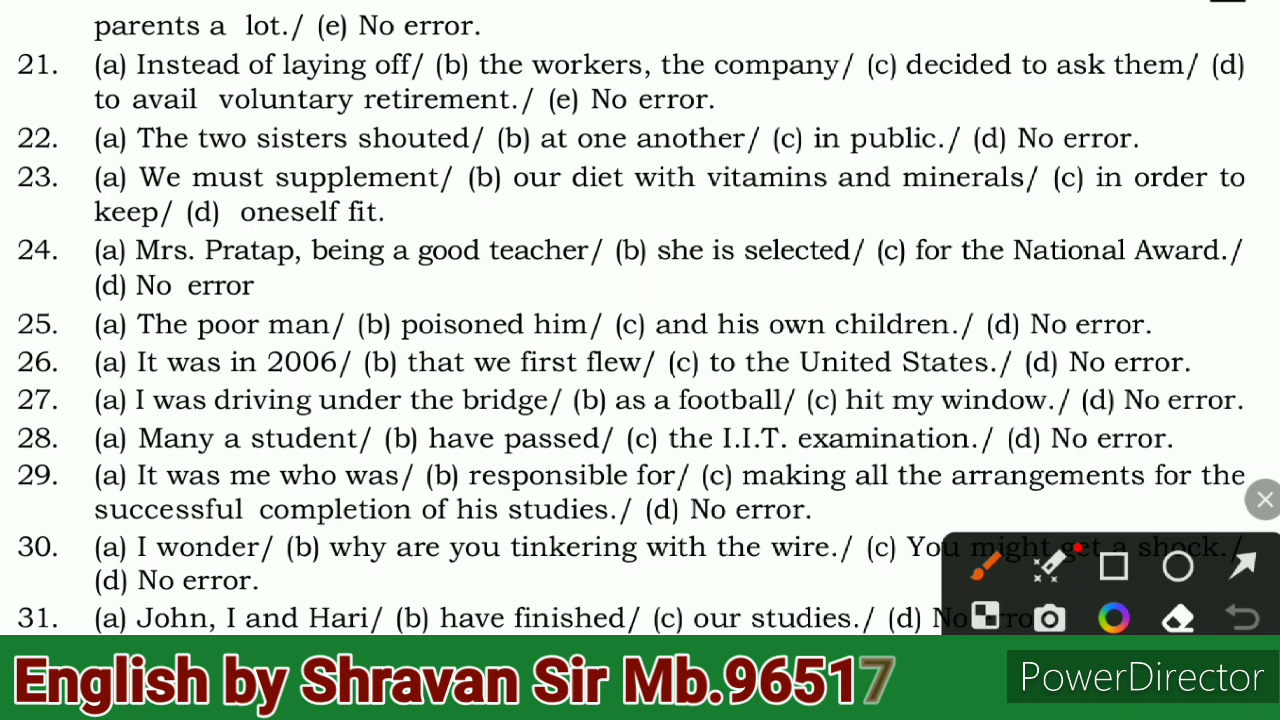 parents a lot./ (e) No error.
21. (a) Instead of laying off/ (b) the workers, the company/ (c) decided to ask them/ (d)
to avail voluntary retirement./ (e) No error.
22. (a) The two sisters shouted/ (b) at one another/ (c) in public./ (d) No error.
23. (a) We must supplement/ (b) our diet with vitamins and minerals/ (c) in order to
keep/ (d) oneself fit.
24. (a) Mrs. Pratap, being a good teacher/ (b) she is selected/ (c) for the National Award./
(d) No error
25. (a) The poor man/ (b) poisoned him/ (c) and his own children./ (d) No error.
26. (a) It was in 2006/ (b) that we first flew/ (c) to the United States./ (d) No error.
27. (a) I was driving under the bridge/ (b) as a football/ (c) hit my window./ (d) No error.
28. (a) Many a student/ (b) have passed/ (c) the I.I.T. examination./ (d) No error.
29. (a) It was me who was/ (b) responsible for/ (c) making all the arrangements for the
successful completion of his studies./ (d) No error.
30. (a) I wonder/ (b) why are you tinkering with the wire./ (c) You might get a shock./
(d) No error.
31. (a) John, I and Hari/ (b) have finished/ (c) our studies./ (d) No
English by Shravan Sir Mb.96517
PowerDirector